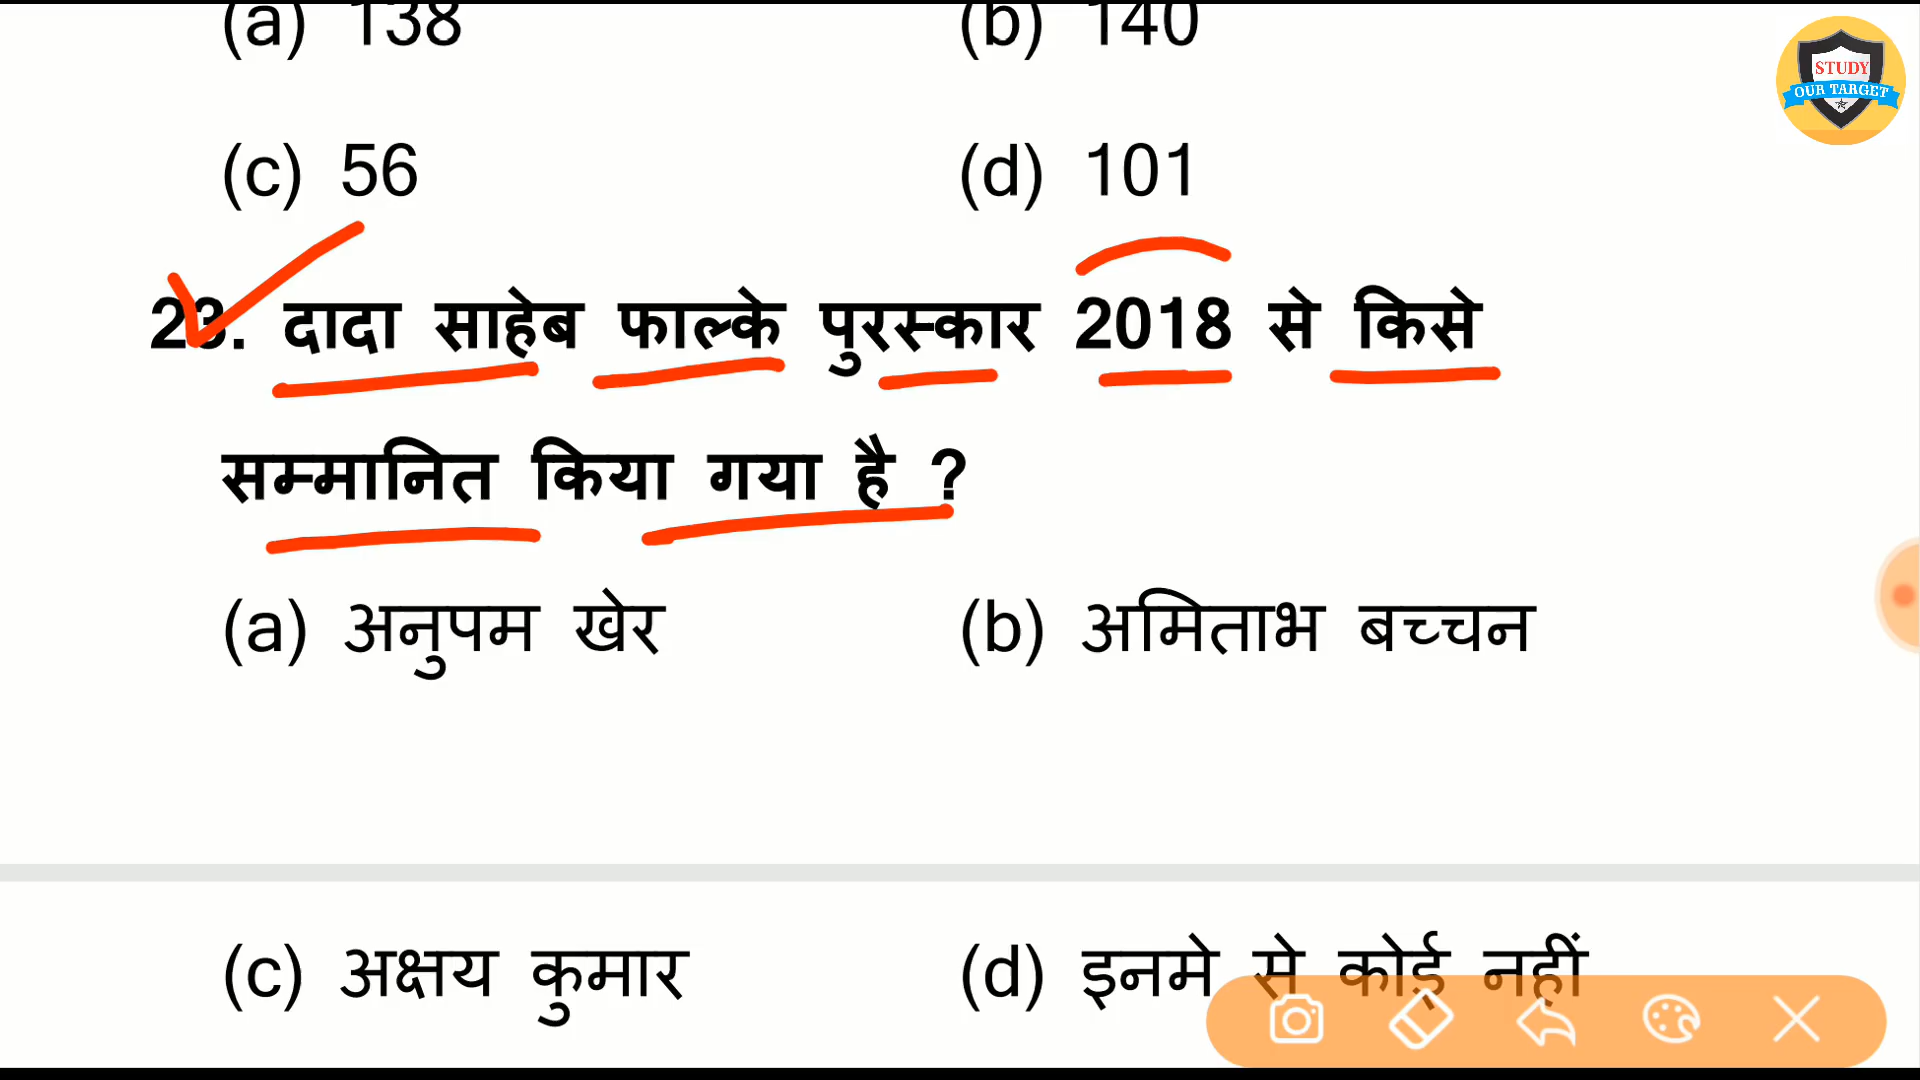 (a) 138 (b) 140
STUDY
OUR TARGET
(c) 56 (d) 101
23. दादा साहेब फाल्के पुरस्कार 2018 से किसे
सम्मानित किया गया है ?
(a) अनुपम खेर (b) अमिताभ बच्चन
(c) अक्षय कुमार (d) इनमे से कोई नहीं